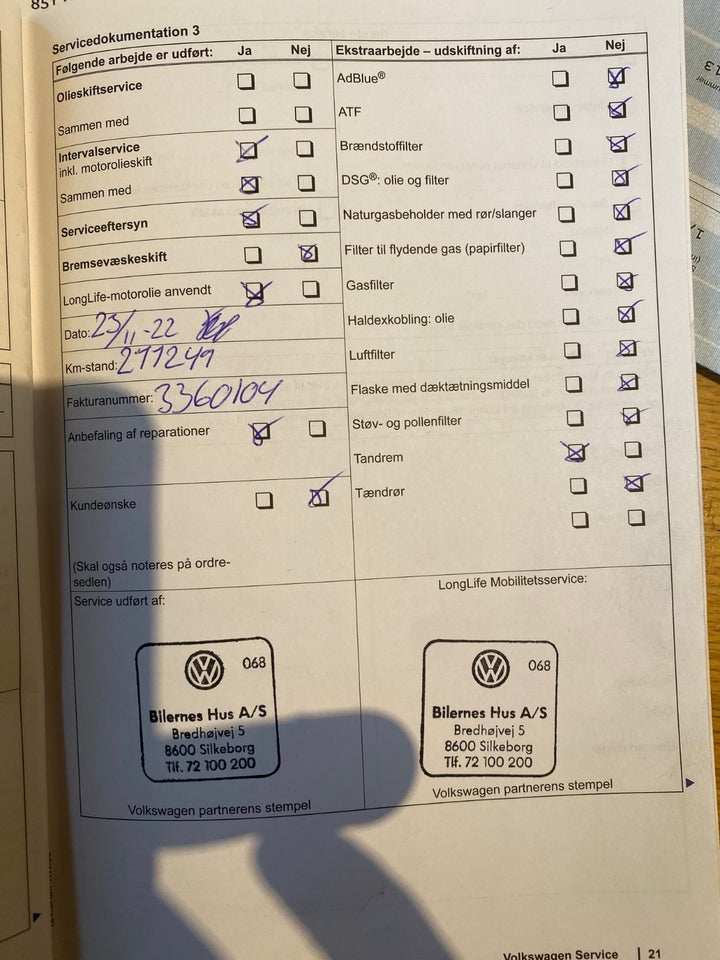 Servicedokumentation 3
Følgende arbejde er udført: Ja Nej
Olieskiftservice
Sammen med
Intervalservice
inkl. motorolieskift
Sammen med
Serviceeftersyn
Bremsevæskeskift
LongLife-motorolie anvendt
Dato: 23/11-22
Km-stand: 211249
Fakturanummer: 3360104
Anbefaling af reparationer
Kundeønske
(Skal også noteres på ordre-
sedlen)
Ekstraarbejde – udskiftning af: Ja Nej
AdBlue®
ATF
Brændstoffilter
DSG®: olie og filter
Naturgasbeholder med rør/slanger
Filter til flydende gas (papirfilter)
Gasfilter
Haldexkobling: olie
Luftfilter
Flaske med dæktætningsmiddel
Støv- og pollenfilter
Tandrem
Tændrør
Service udført af:
068
Bilernes Hus A/S
Bredhøjvej 5
8600 Silkeborg
Tlf. 72 100 200
Volkswagen partnerens stempel
LongLife Mobilitetsservice:
068
Bilernes Hus A/S
Bredhøjvej 5
8600 Silkeborg
Tlf. 72 100 200
Volkswagen partnerens stempel
Volkswagen Service | 21